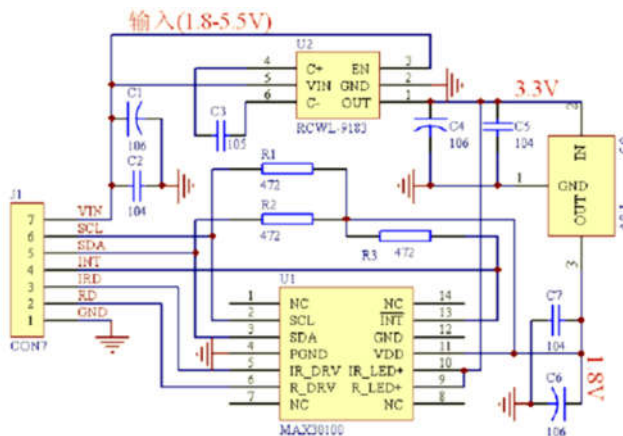 输入(1.8-5.5V)
U2
4 C+ EN 3
5 VIN GND 2
6 C- OUT 1
RCWL-9183
3.3V
C1
106
C2
104
C3
105
C4
106
C5
104
2
IN
1 GND
OUT
3
R1
472
R2
472
R3 472
J1
7 VIN
6 SCL
5 SDA
4 INT
3 IRD
2 RD
1 GND
CON7
U1
1 NC NC 14
2 SCL INT 13
3 SDA GND 12
4 PGND VDD 11
5 IR_DRV IR_LED+ 10
6 R_DRV R_LED+ 9
7 NC NC 8
MAX30100
C7
104
1.8V
C6
106